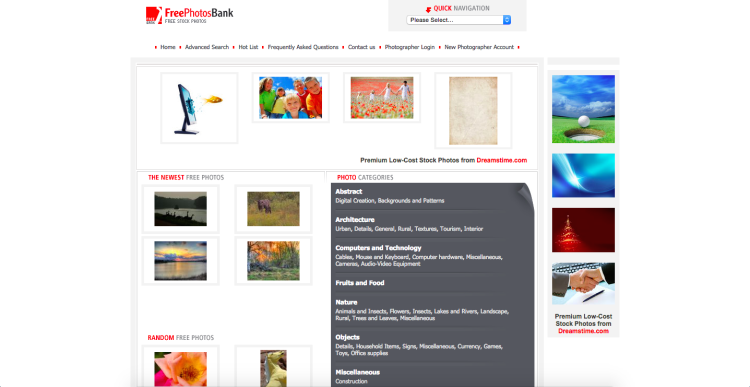 FreePhotosBank
FREE STOCK PHOTOS
QUICK NAVIGATION
Please Select...
Home
Advanced Search
Hot List
Frequently Asked Questions
Contact us
Photographer Login
New Photographer Account
Premium Low-Cost Stock Photos from Dreamstime.com
THE NEWEST FREE PHOTOS
RANDOM FREE PHOTOS
PHOTO CATEGORIES
Abstract
Digital Creation, Backgrounds and Patterns
Architecture
Urban, Details, General, Rural, Textures, Tourism, Interior
Computers and Technology
Cables, Mouse and Keyboard, Computer hardware, Miscellaneous,
Cameras, Audio-Video Equipment
Fruits and Food
Nature
Animals and Insects, Flowers, Insects, Lakes and Rivers, Landscape,
Rural, Trees and Leaves, Miscellaneous
Objects
Details, Household Items, Signs, Miscellaneous, Currency, Games,
Toys, Office supplies
Miscellaneous
Construction
Premium Low-Cost
Stock Photos from
Dreamstime.com